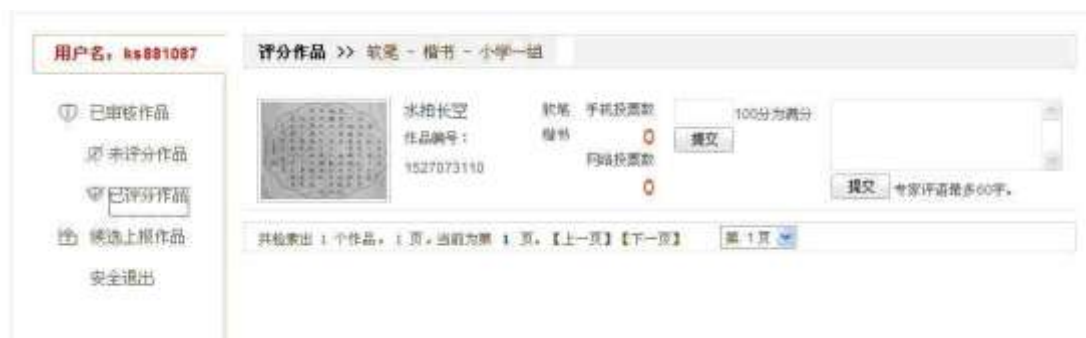 用户名：ks881087
已审核作品
未评分作品
已评分作品
候选上报作品
安全退出
评分作品 >> 软笔 - 楷书 - 小学一组
水拍长空
作品编号：
1527073110
软笔
楷书
手机投票数
0
网络投票数
0
100分为满分
提交
提交 专家评语最多60字。
共检索出 1 个作品，1 页，当前为第 1 页。【上一页】【下一页】 第 1 页